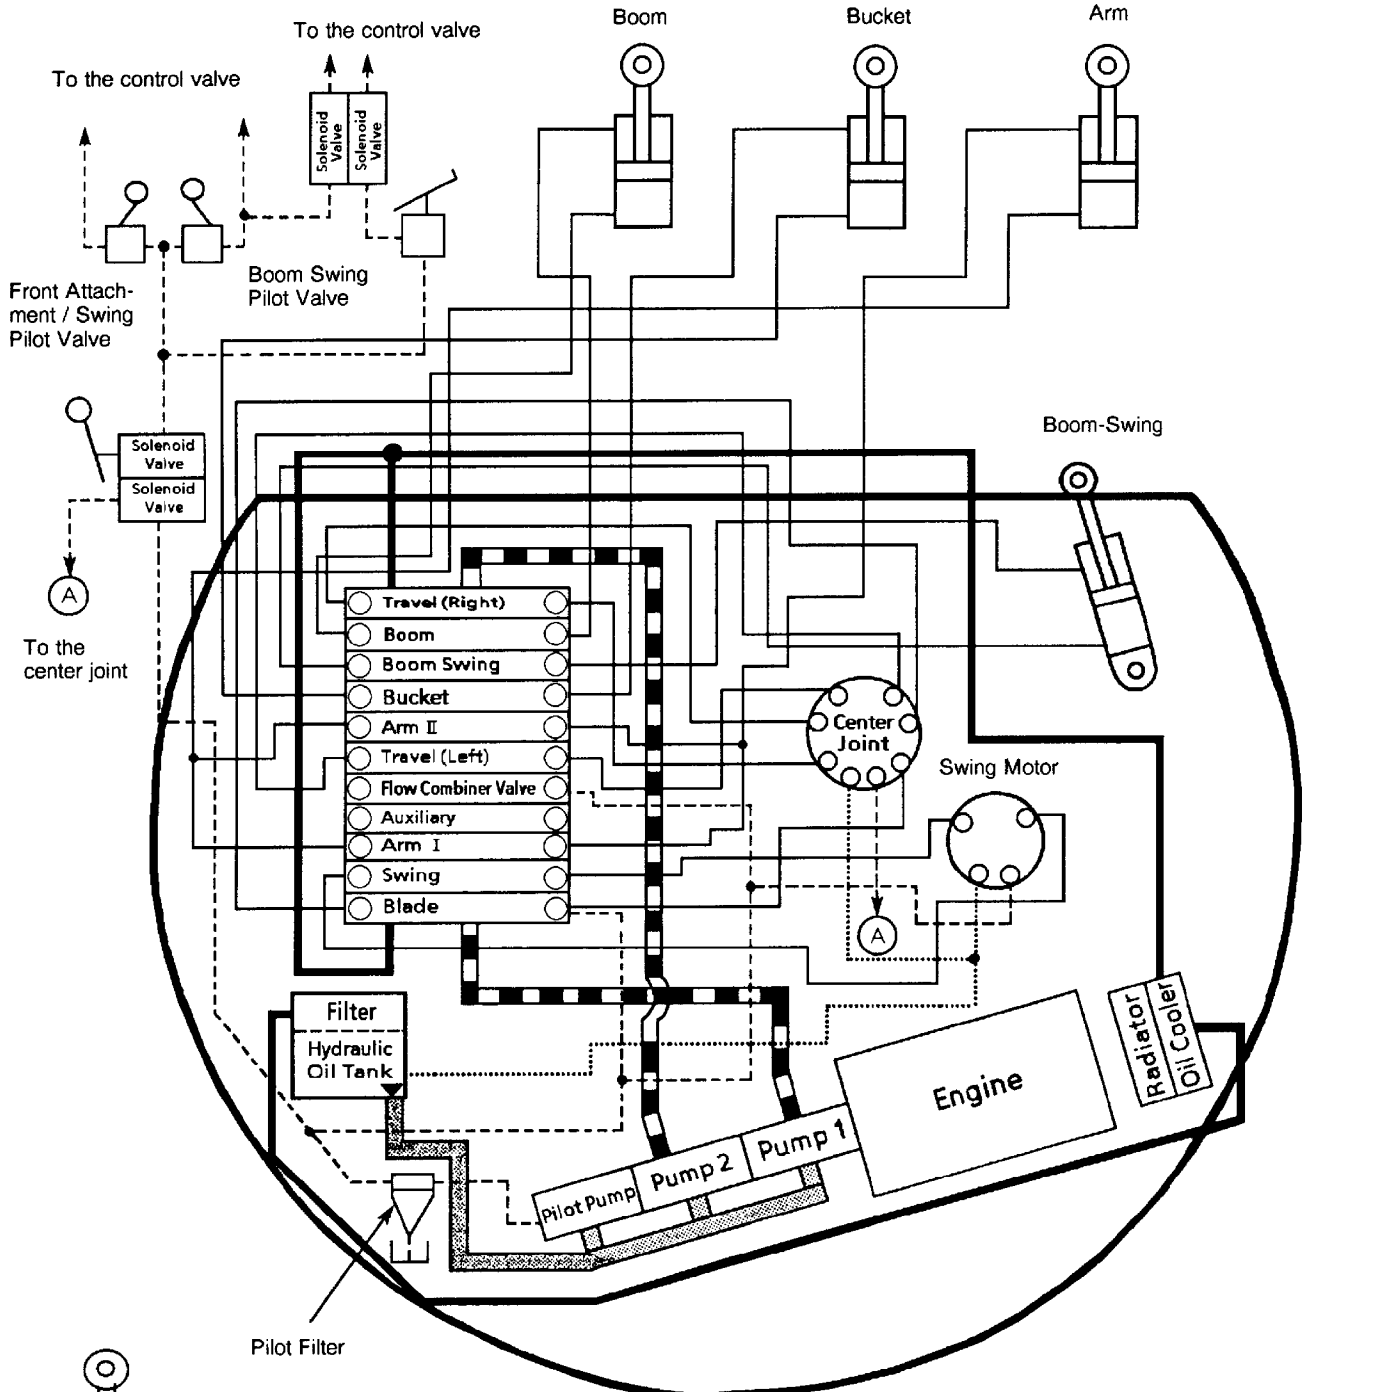 Boom
Bucket
Arm
To the control valve
To the control valve
Solenoid
Valve
Solenoid
Valve
Boom Swing
Pilot Valve
Front Attach-
ment / Swing
Pilot Valve
Solenoid
Valve
Solenoid
Valve
Boom-Swing
A
To the
center joint
Travel (Right)
Boom
Boom Swing
Bucket
Arm II
Travel (Left)
Flow Combiner Valve
Auxiliary
Arm I
Swing
Blade
Center
Joint
Swing Motor
A
Filter
Hydraulic
Oil Tank
Radiator
Oil Cooler
Engine
Pump 1
Pump 2
Pilot Pump
Pilot Filter